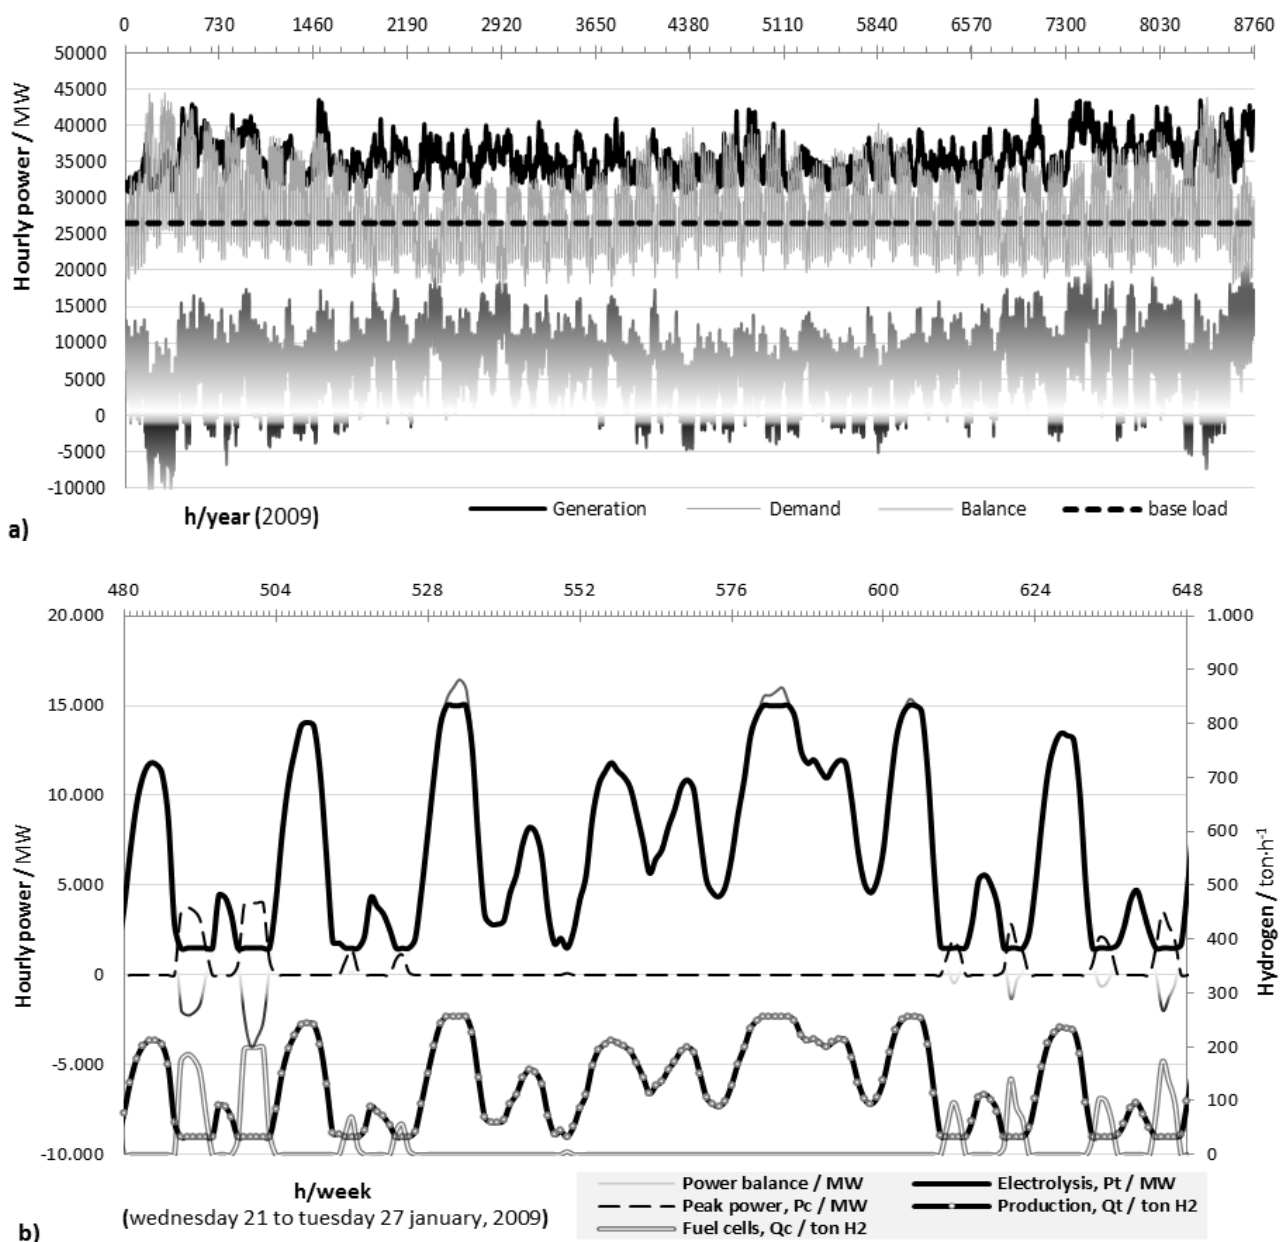 0 730 1460 2190 2920 3650 4380 5110 5840 6570 7300 8030 8760
50000
45000
40000
35000
30000
25000
20000
15000
10000
5000
0
-5000
-10000
Hourly power / MW
h/year (2009)
Generation Demand Balance base load
a)
480 504 528 552 576 600 624 648
20.000
15.000
10.000
5.000
0
-5.000
-10.000
Hourly power / MW
1.000
900
800
700
600
500
400
300
200
100
0
Hydrogen / ton·h-1
h/week
(wednesday 21 to tuesday 27 january, 2009)
Power balance / MW Electrolysis, Pt / MW
Peak power, Pc / MW Production, Qt / ton H2
Fuel cells, Qc / ton H2
b)